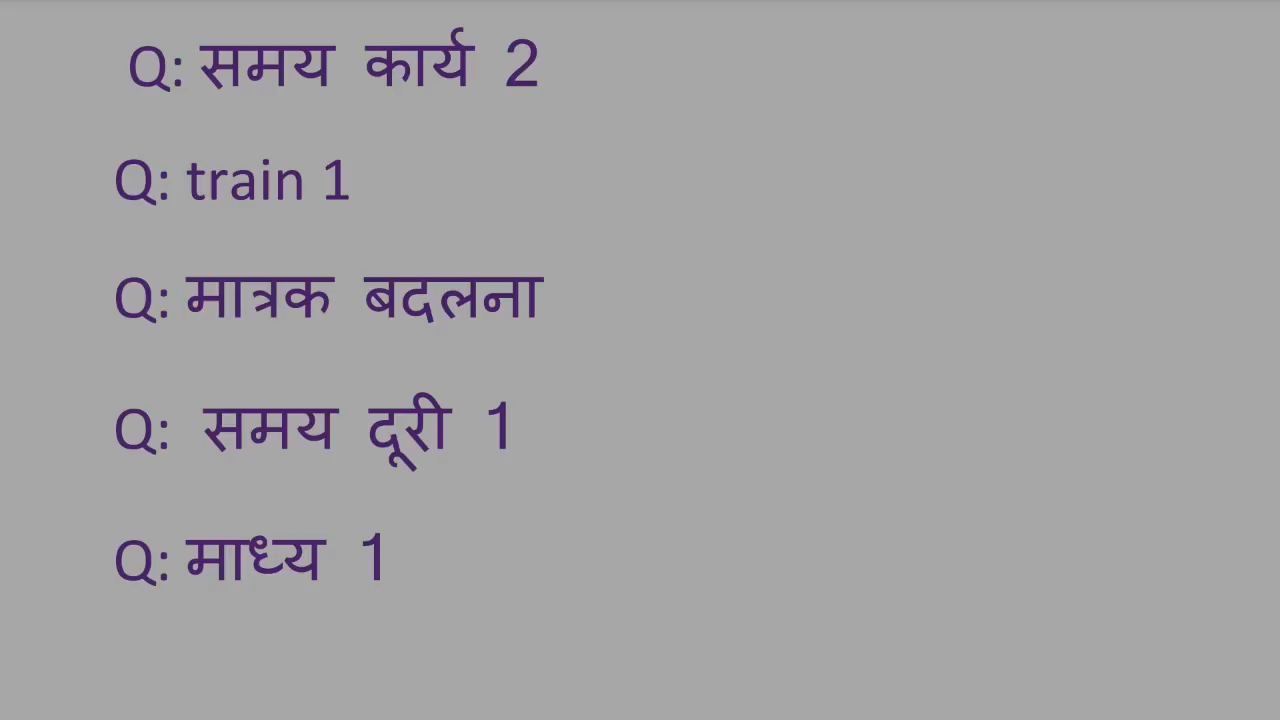 Q: समय कार्य 2
Q: train 1
Q: मात्रक बदलना
Q: समय दूरी 1
Q: माध्य 1